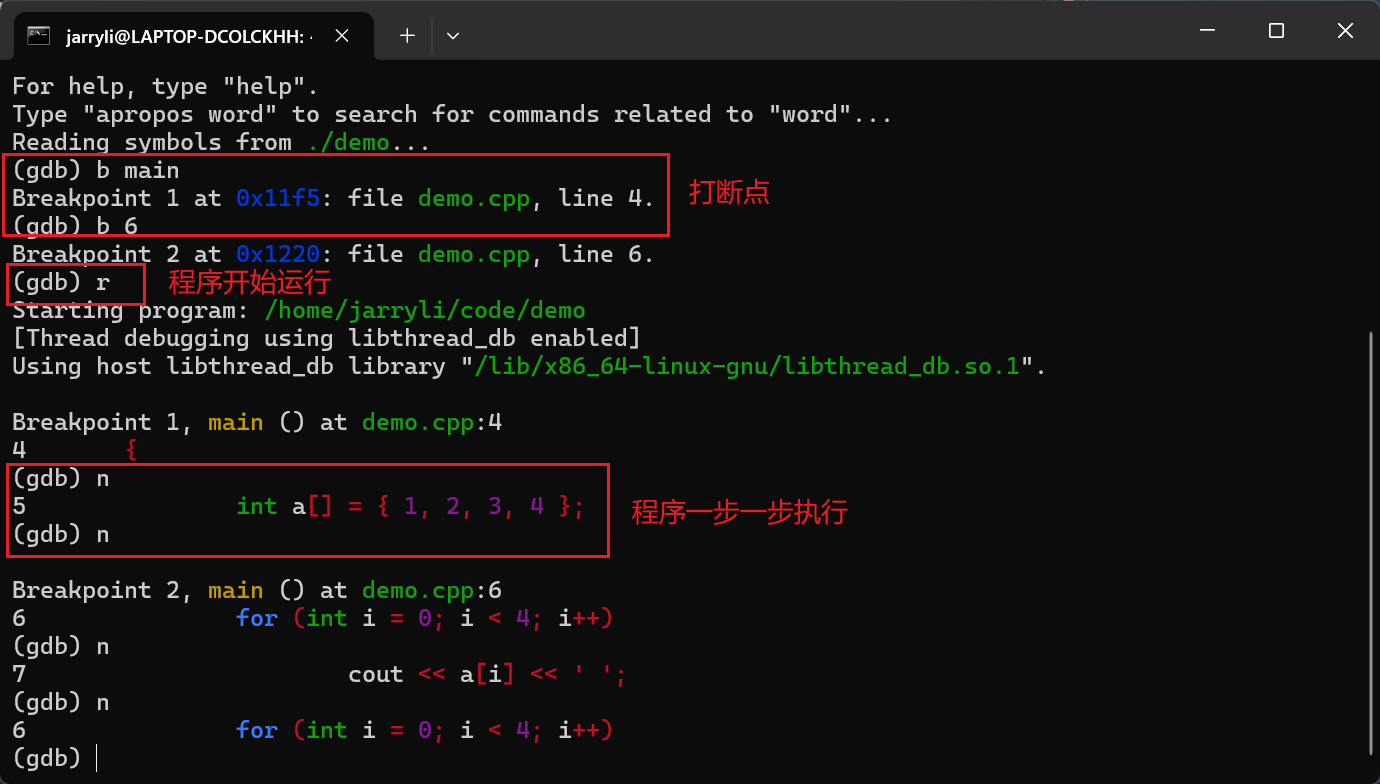 jarryli@LAPTOP-DCOLCKHH:
For help, type "help".
Type "apropos word" to search for commands related to "word"...
Reading symbols from ./demo...
(gdb) b main
Breakpoint 1 at 0x11f5: file demo.cpp, line 4.
打断点
(gdb) b 6
Breakpoint 2 at 0x1220: file demo.cpp, line 6.
(gdb) r
程序开始运行
Starting program: /home/jarryli/code/demo
[Thread debugging using libthread_db enabled]
Using host libthread_db library "/lib/x86_64-linux-gnu/libthread_db.so.1".
Breakpoint 1, main () at demo.cpp:4
4 {
(gdb) n
5 int a[] = { 1, 2, 3, 4 };
程序一步一步执行
(gdb) n
Breakpoint 2, main () at demo.cpp:6
6 for (int i = 0; i < 4; i++)
(gdb) n
7 cout << a[i] << ' ';
(gdb) n
6 for (int i = 0; i < 4; i++)
(gdb)